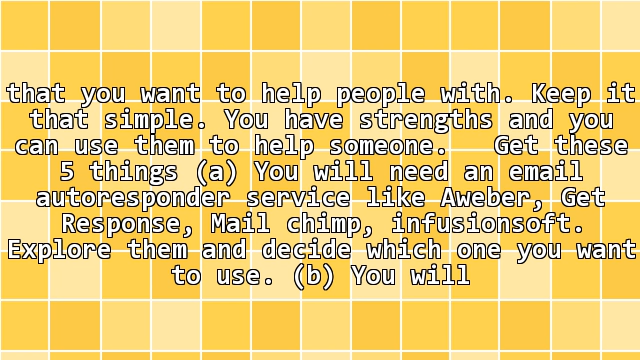 that you want to help people with. Keep it
that simple. You have strengths and you
can use them to help someone.   Get these
5 things (a) You will need an email
autoresponder service like Aweber, Get
Response, Mail chimp, infusionsoft.
Explore them and decide which one you want
to use. (b) You will